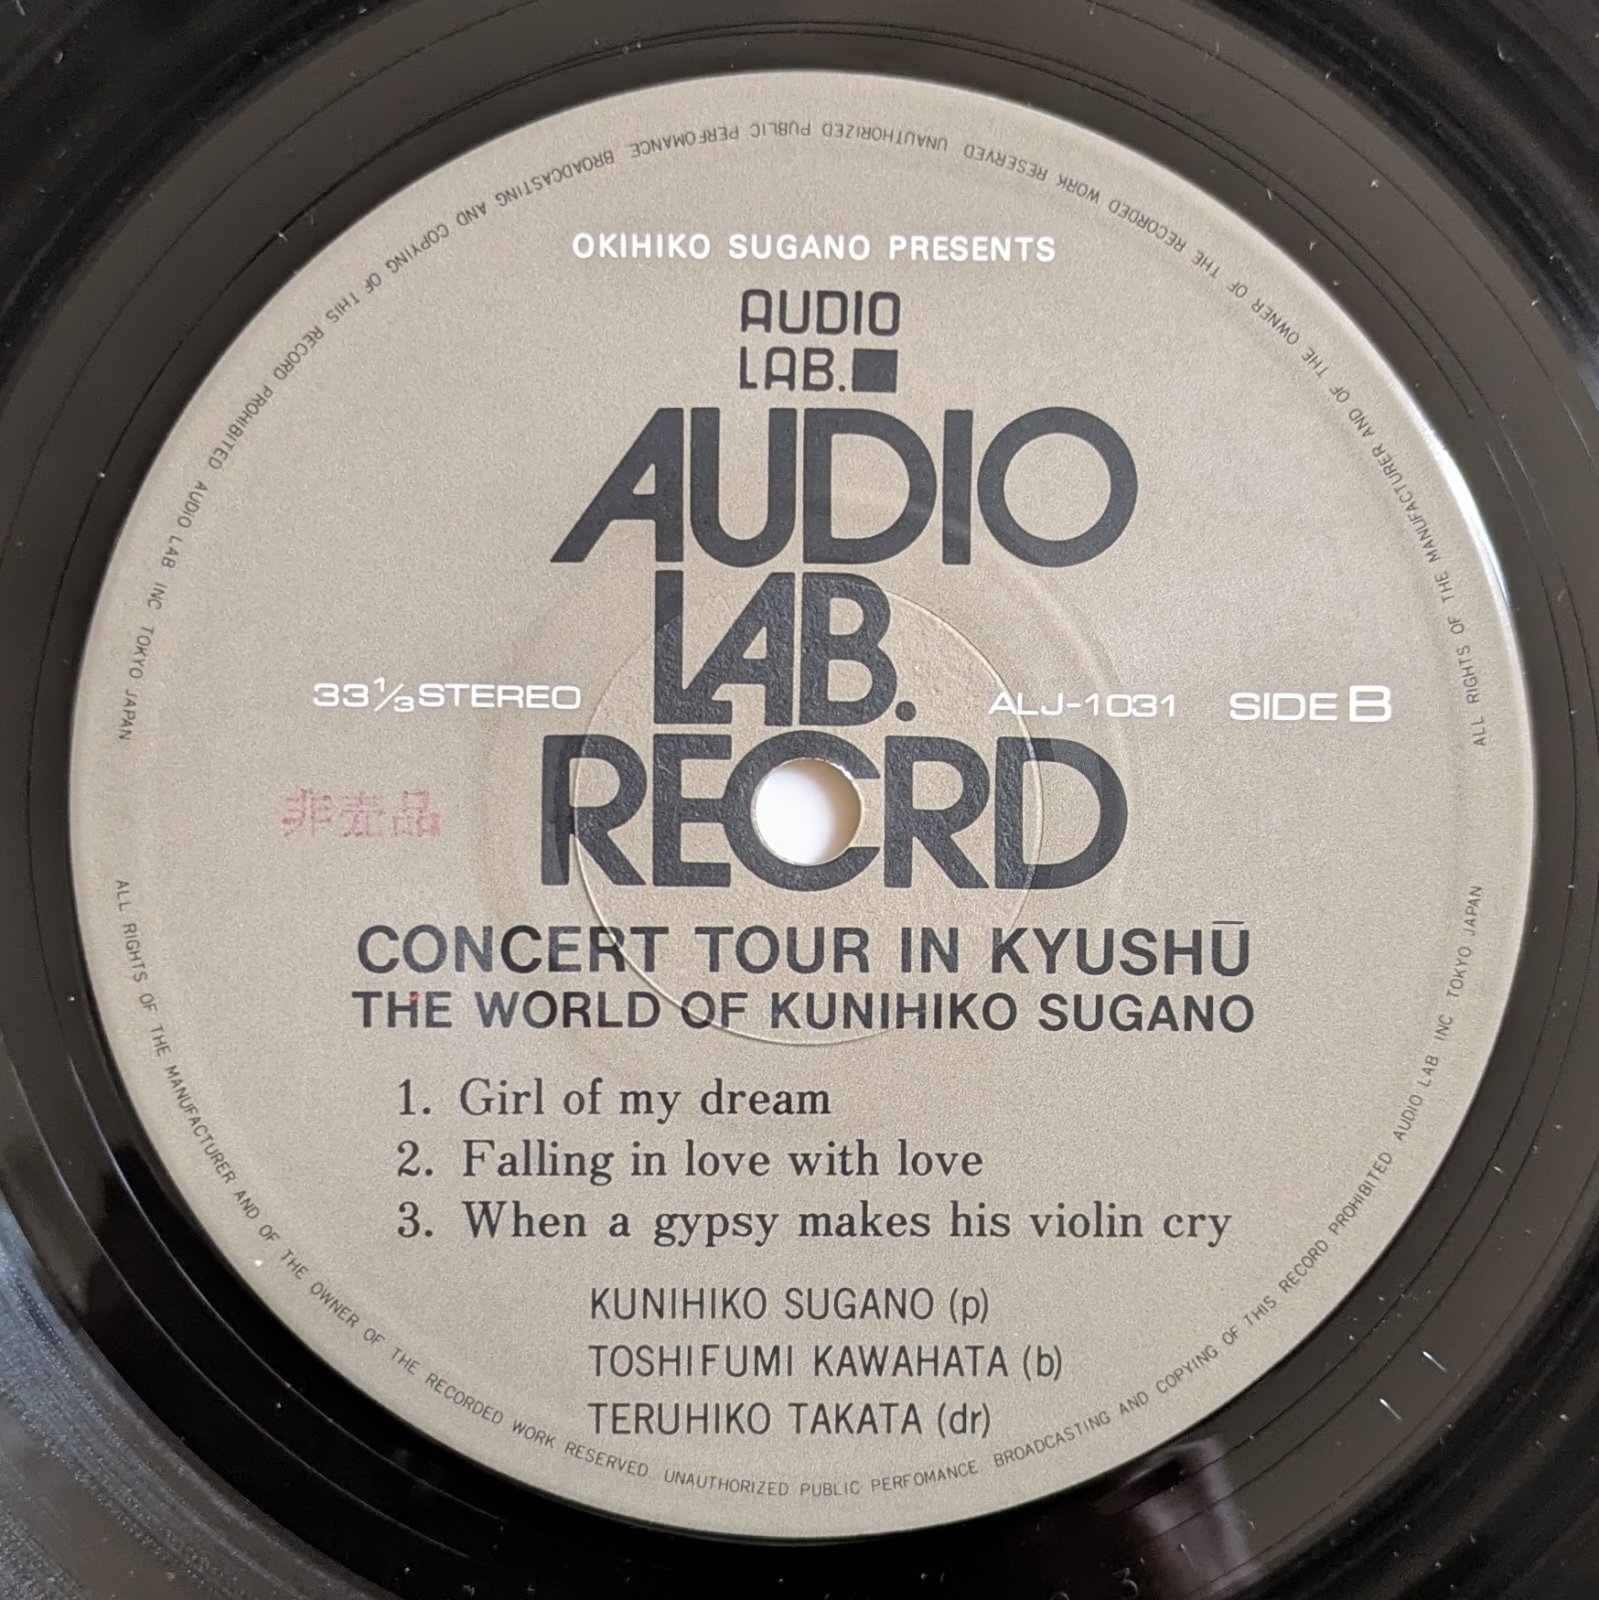 OKIHIKO SUGANO PRESENTS
AUDIO
LAB.
AUDIO
LAB.
RECRD
33 1/3 STEREO
ALJ-1031 SIDE B
非売品
CONCERT TOUR IN KYUSHŪ
THE WORLD OF KUNIHIKO SUGANO
1. Girl of my dream
2. Falling in love with love
3. When a gypsy makes his violin cry
KUNIHIKO SUGANO (p)
TOSHIFUMI KAWAHATA (b)
TERUHIKO TAKATA (dr)
ALL RIGHTS OF THE MANUFACTURER AND OF THE OWNER OF THE RECORDED WORK RESERVED UNAUTHORIZED PUBLIC PERFOMANCE BROADCASTING AND COPYING OF THIS RECORD PROHIBITED AUDIO LAB INC TOKYO JAPAN
ALL RIGHTS OF THE MANUFACTURER AND OF THE OWNER OF THE RECORDED WORK RESERVED UNAUTHORIZED PUBLIC PERFOMANCE BROADCASTING AND COPYING OF THIS RECORD PROHIBITED AUDIO LAB INC TOKYO JAPAN